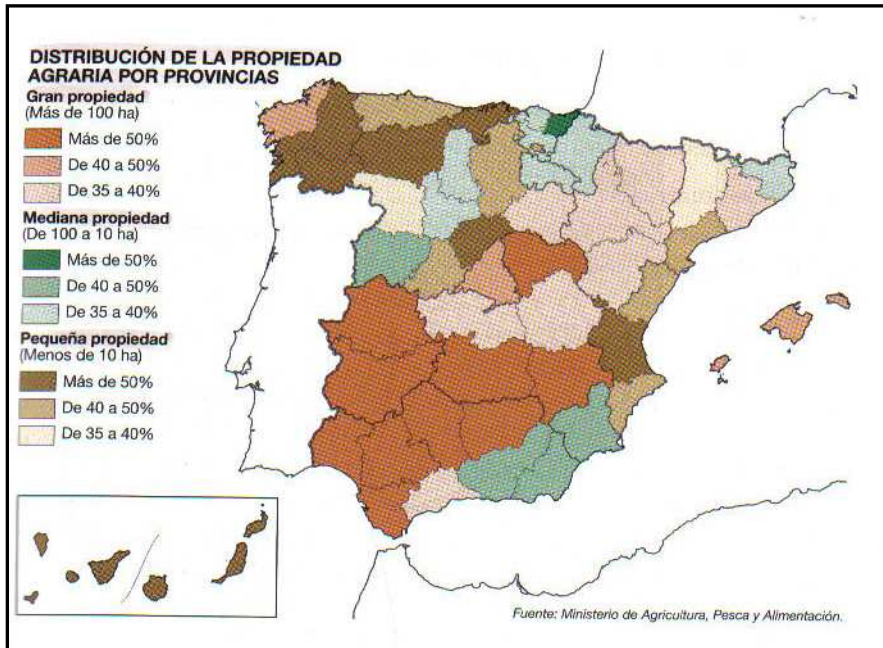 DISTRIBUCIÓN DE LA PROPIEDAD
AGRARIA POR PROVINCIAS
Gran propiedad
(Más de 100 ha)
Más de 50%
De 40 a 50%
De 35 a 40%
Mediana propiedad
(De 100 a 10 ha)
Más de 50%
De 40 a 50%
De 35 a 40%
Pequeña propiedad
(Menos de 10 ha)
Más de 50%
De 40 a 50%
De 35 a 40%
Fuente: Ministerio de Agricultura, Pesca y Alimentación.